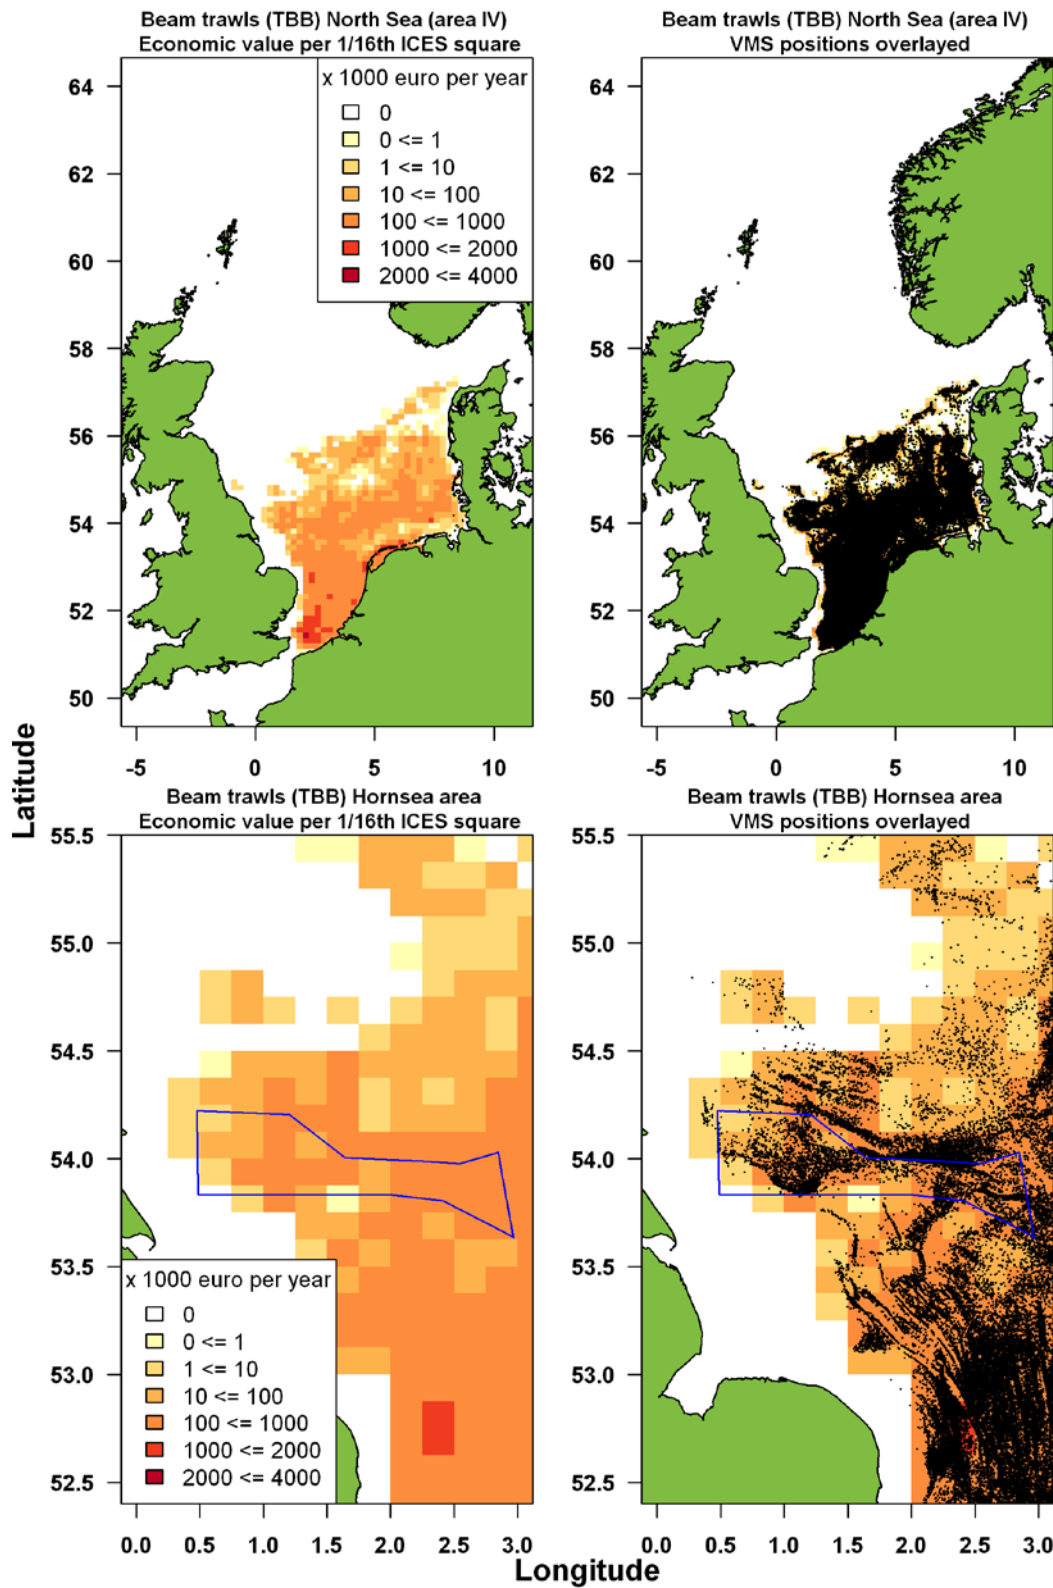 Beam trawls (TBB) North Sea (area IV)
Economic value per 1/16th ICES square
x 1000 euro per year
0
0 <= 1
1 <= 10
10 <= 100
100 <= 1000
1000 <= 2000
2000 <= 4000
64
62
60
58
56
54
52
50
-5
0
5
10
Beam trawls (TBB) North Sea (area IV)
VMS positions overlayed
64
62
60
58
56
54
52
50
-5
0
5
10
Latitude
Beam trawls (TBB) Hornsea area
Economic value per 1/16th ICES square
55.5
55.0
54.5
54.0
53.5
53.0
52.5
x 1000 euro per year
0
0 <= 1
1 <= 10
10 <= 100
100 <= 1000
1000 <= 2000
2000 <= 4000
0.0 0.5 1.0 1.5 2.0 2.5 3.0
Beam trawls (TBB) Hornsea area
VMS positions overlayed
55.5
55.0
54.5
54.0
53.5
53.0
52.5
0.0 0.5 1.0 1.5 2.0 2.5 3.0
Longitude